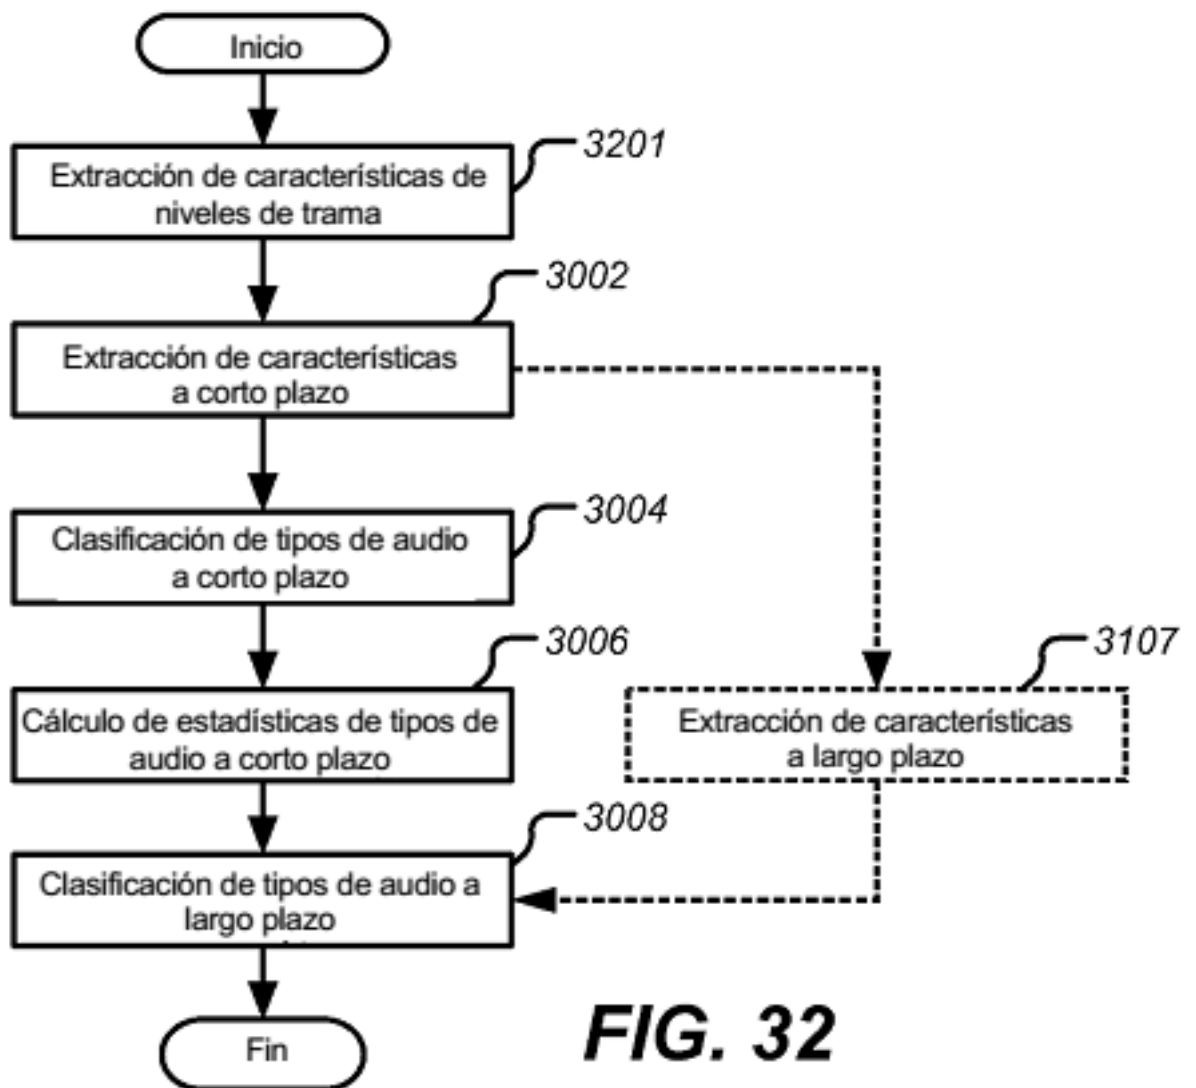 Inicio
3201
Extracción de características de
niveles de trama
3002
Extracción de características
a corto plazo
3004
Clasificación de tipos de audio
a corto plazo
3006
Cálculo de estadísticas de tipos de
audio a corto plazo
3107
Extracción de características
a largo plazo
3008
Clasificación de tipos de audio a
largo plazo
Fin
FIG. 32